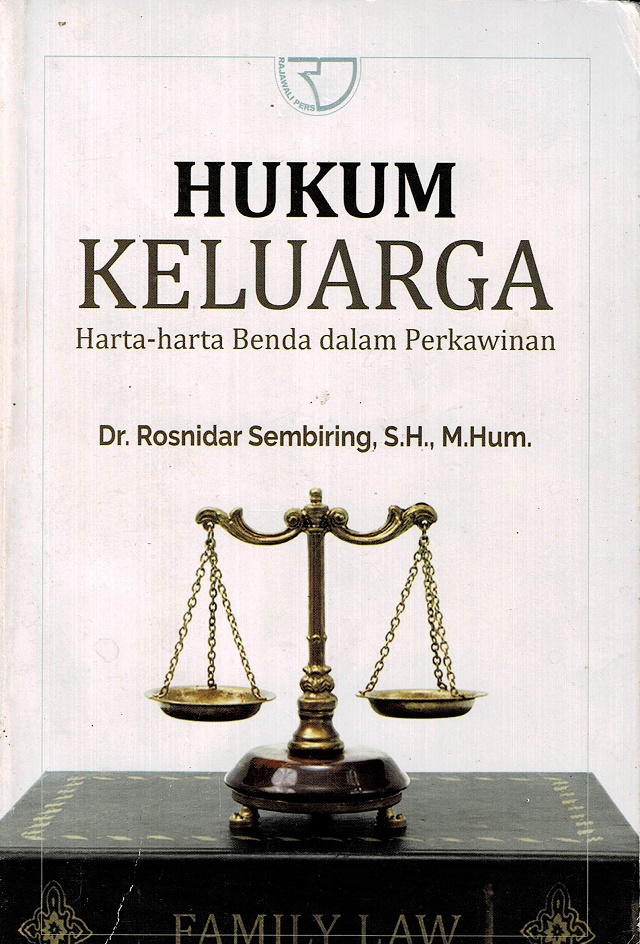 RAJAWALI PERS
HUKUM
KELUARGA
Harta-harta Benda dalam Perkawinan
Dr. Rosnidar Sembiring, S.H., M.Hum.
FAMILY LAW